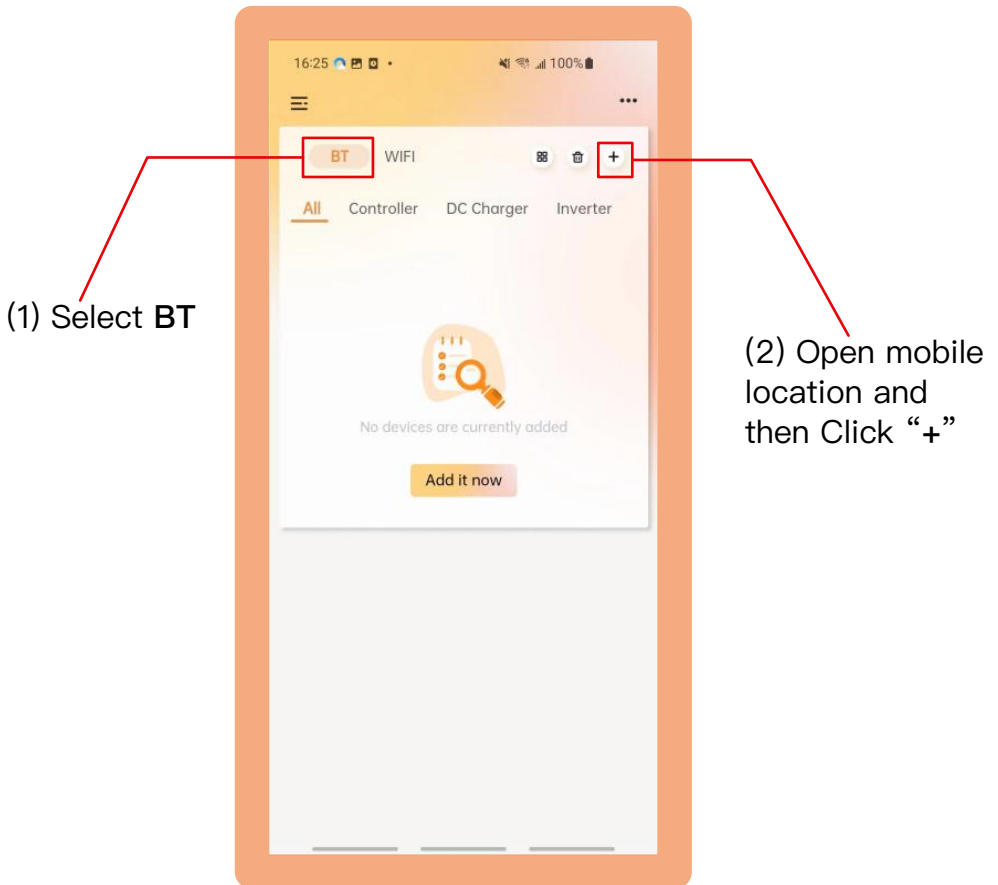 16:25
100%
BT WIFI
All Controller DC Charger Inverter
(1) Select BT
(2) Open mobile
location and
then Click “+”
No devices are currently added
Add it now